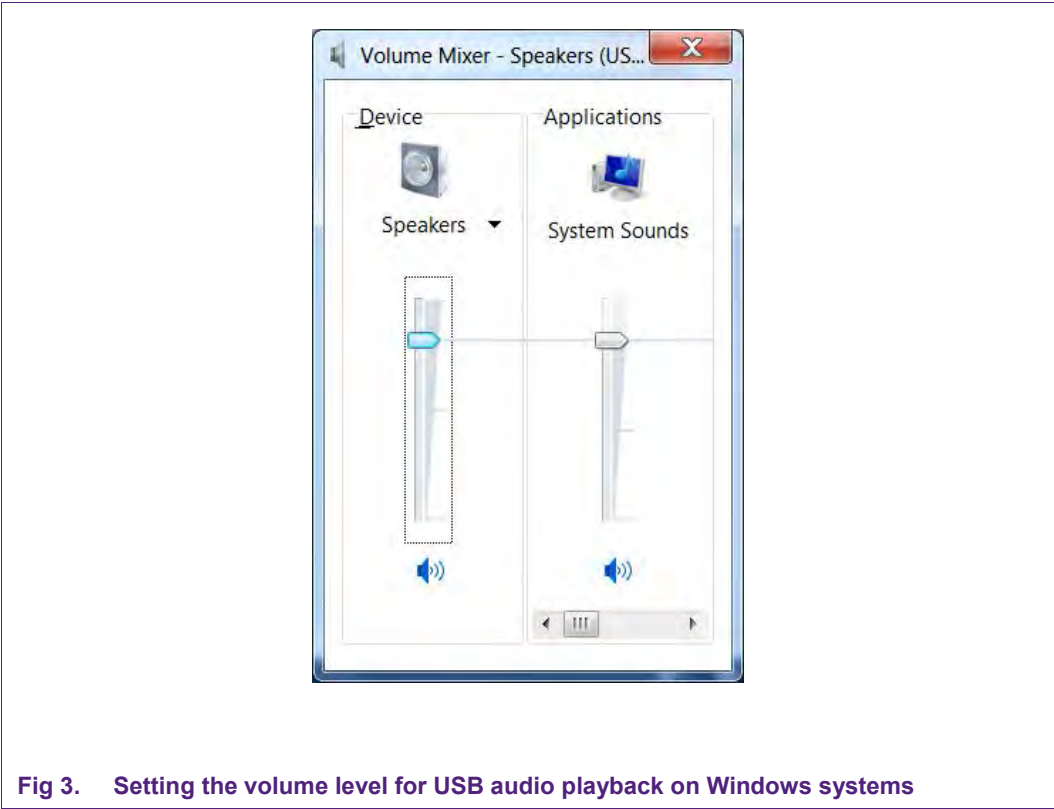 Volume Mixer - Speakers (US...
Device
Applications
Speakers
System Sounds
Fig 3. Setting the volume level for USB audio playback on Windows systems